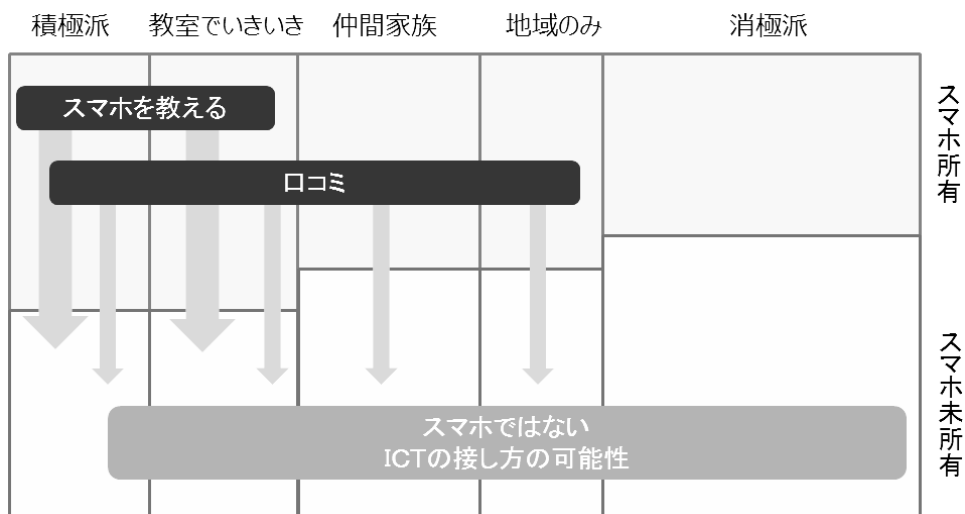 積極派
教室でいきいき
仲間家族
地域のみ
消極派
スマホを教える
口コミ
スマホ所有
スマホではない
ICTの接し方の可能性
スマホ未所有